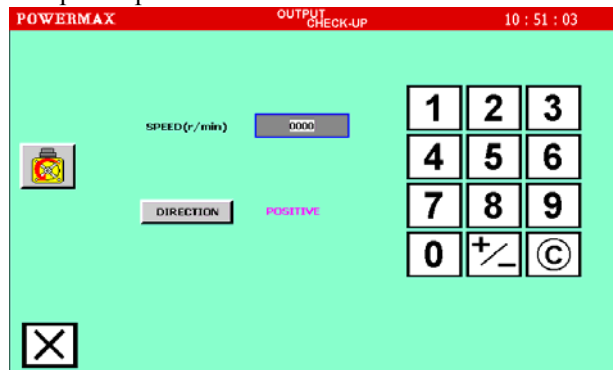 POWERMAX
OUTPUT
CHECK-UP
10 : 51 : 03
SPEED(r/min)
0000
DIRECTION
POSITIVE
1 2 3
4 5 6
7 8 9
0 +/- ©